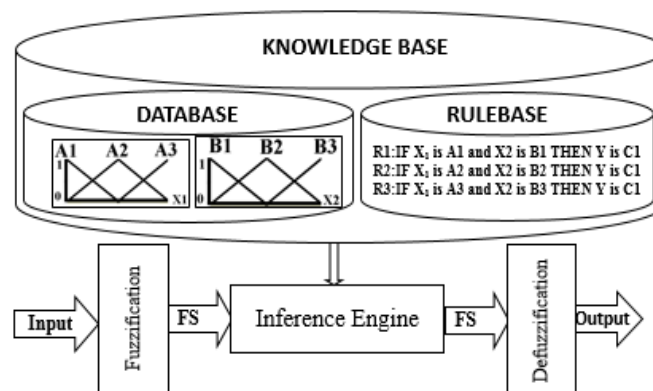 KNOWLEDGE BASE
DATABASE
RULEBASE
A1 A2 A3
1
0
X1
B1 B2 B3
1
0
X2
R1:IF X₁ is A1 and X2 is B1 THEN Y is C1
R2:IF X₁ is A2 and X2 is B2 THEN Y is C1
R3:IF X₁ is A3 and X2 is B3 THEN Y is C1
Input
Fuzzification
FS
Inference Engine
FS
Defuzzification
Output